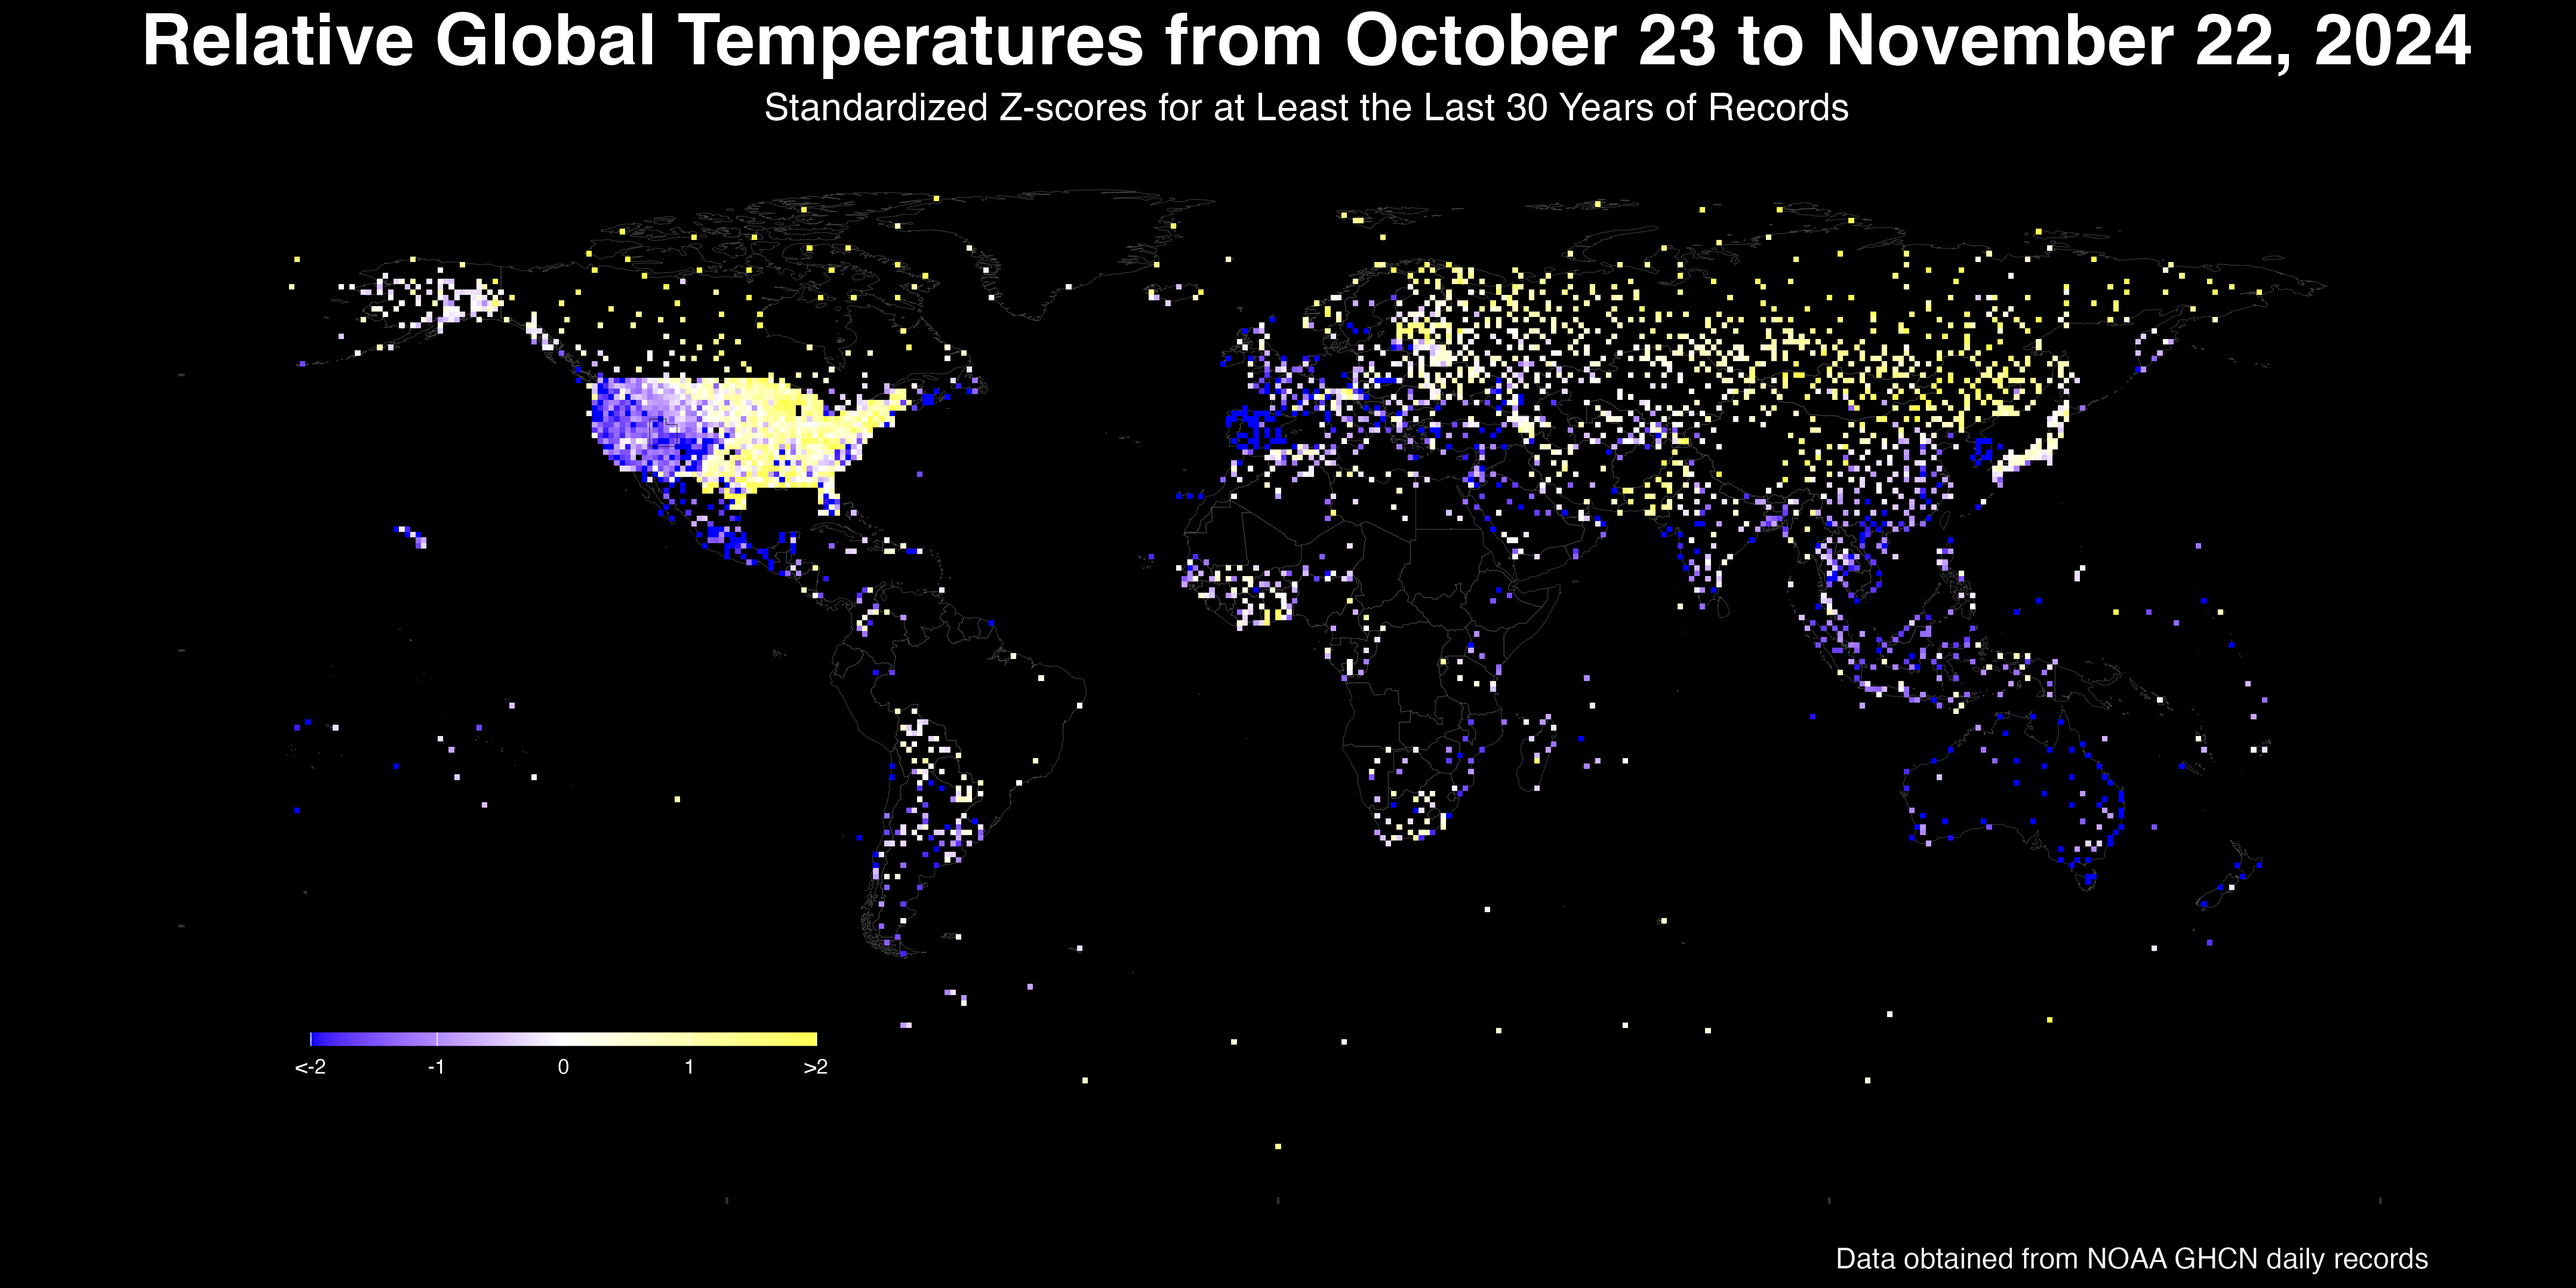 Relative Global Temperatures from October 23 to November 22, 2024
Standardized Z-scores for at Least the Last 30 Years of Records
<-2 -1 0 1 >2
Data obtained from NOAA GHCN daily records